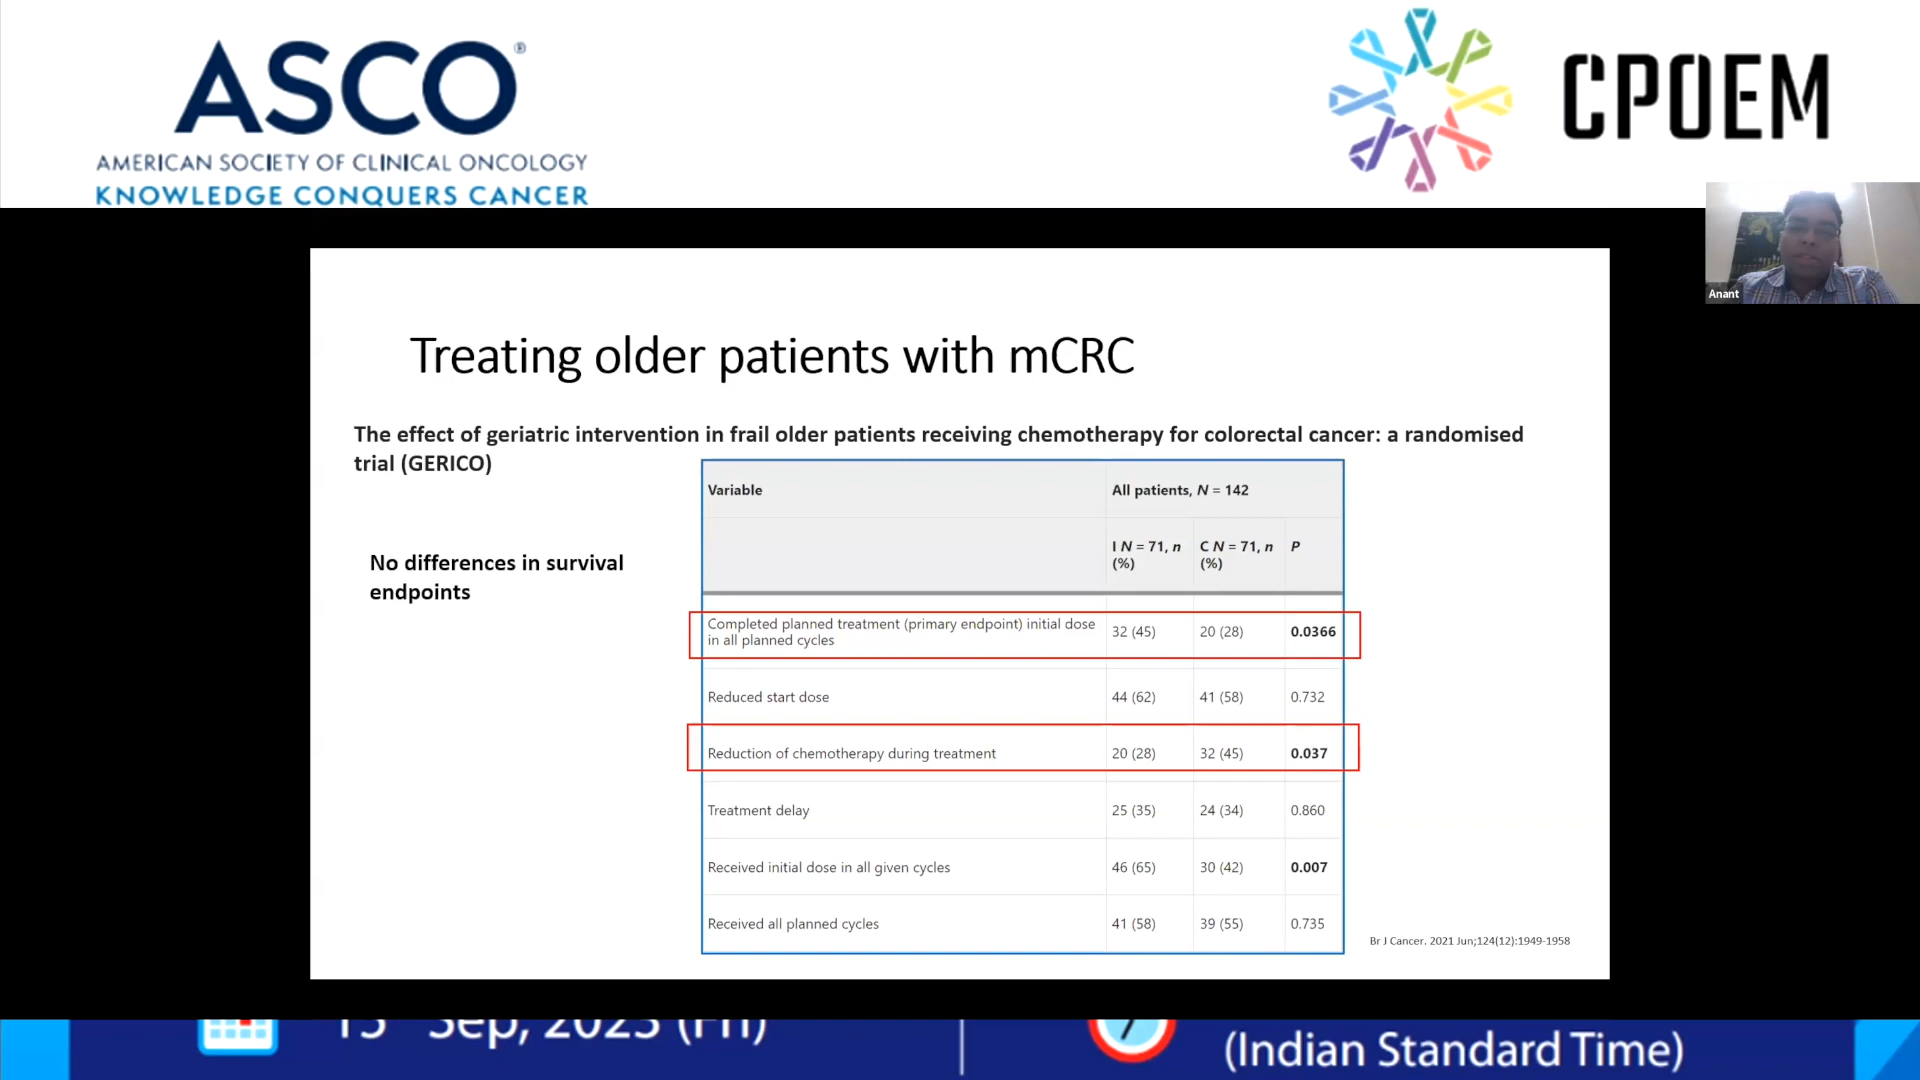 ASCO®
AMERICAN SOCIETY OF CLINICAL ONCOLOGY
KNOWLEDGE CONQUERS CANCER
CPOEM
Anant
Treating older patients with mCRC
The effect of geriatric intervention in frail older patients receiving chemotherapy for colorectal cancer: a randomised
trial (GERICO)
No differences in survival
endpoints
Variable All patients, N = 142
I N = 71, n (%) C N = 71, n (%) P
Completed planned treatment (primary endpoint) initial dose
in all planned cycles 32 (45) 20 (28) 0.0366
Reduced start dose 44 (62) 41 (58) 0.732
Reduction of chemotherapy during treatment 20 (28) 32 (45) 0.037
Treatment delay 25 (35) 24 (34) 0.860
Received initial dose in all given cycles 46 (65) 30 (42) 0.007
Received all planned cycles 41 (58) 39 (55) 0.735
Br J Cancer. 2021 Jun;124(12):1949-1958
15 Sep, 2023 (Fri)
(Indian Standard Time)